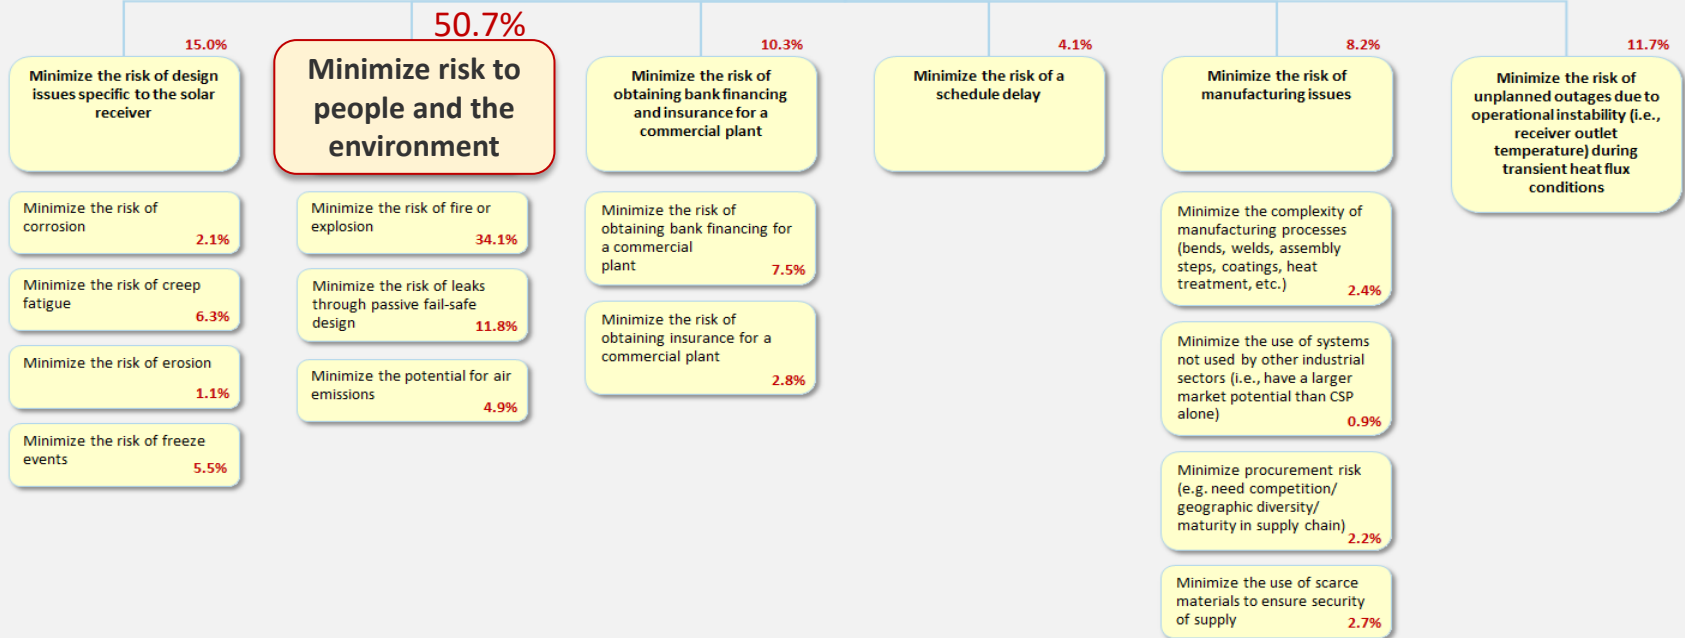 50.7%
15.0%
Minimize the risk of design
issues specific to the solar
receiver
Minimize the risk of
corrosion
2.1%
Minimize the risk of creep
fatigue
6.3%
Minimize the risk of erosion
1.1%
Minimize the risk of freeze
events
5.5%
Minimize risk to
people and the
environment
Minimize the risk of fire or
explosion
34.1%
Minimize the risk of leaks
through passive fail-safe
design
11.8%
Minimize the potential for air
emissions
4.9%
10.3%
Minimize the risk of
obtaining bank financing
and insurance for a
commercial plant
Minimize the risk of
obtaining bank financing for
a commercial
plant
7.5%
Minimize the risk of
obtaining insurance for a
commercial plant
2.8%
4.1%
Minimize the risk of a
schedule delay
8.2%
Minimize the risk of
manufacturing issues
Minimize the complexity of
manufacturing processes
(bends, welds, assembly
steps, coatings, heat
treatment, etc.)
2.4%
Minimize the use of systems
not used by other industrial
sectors (i.e., have a larger
market potential than CSP
alone)
0.9%
Minimize procurement risk
(e.g. need competition/
geographic diversity/
maturity in supply chain)
2.2%
Minimize the use of scarce
materials to ensure security
of supply
2.7%
11.7%
Minimize the risk of
unplanned outages due to
operational instability (i.e.,
receiver outlet
temperature) during
transient heat flux
conditions